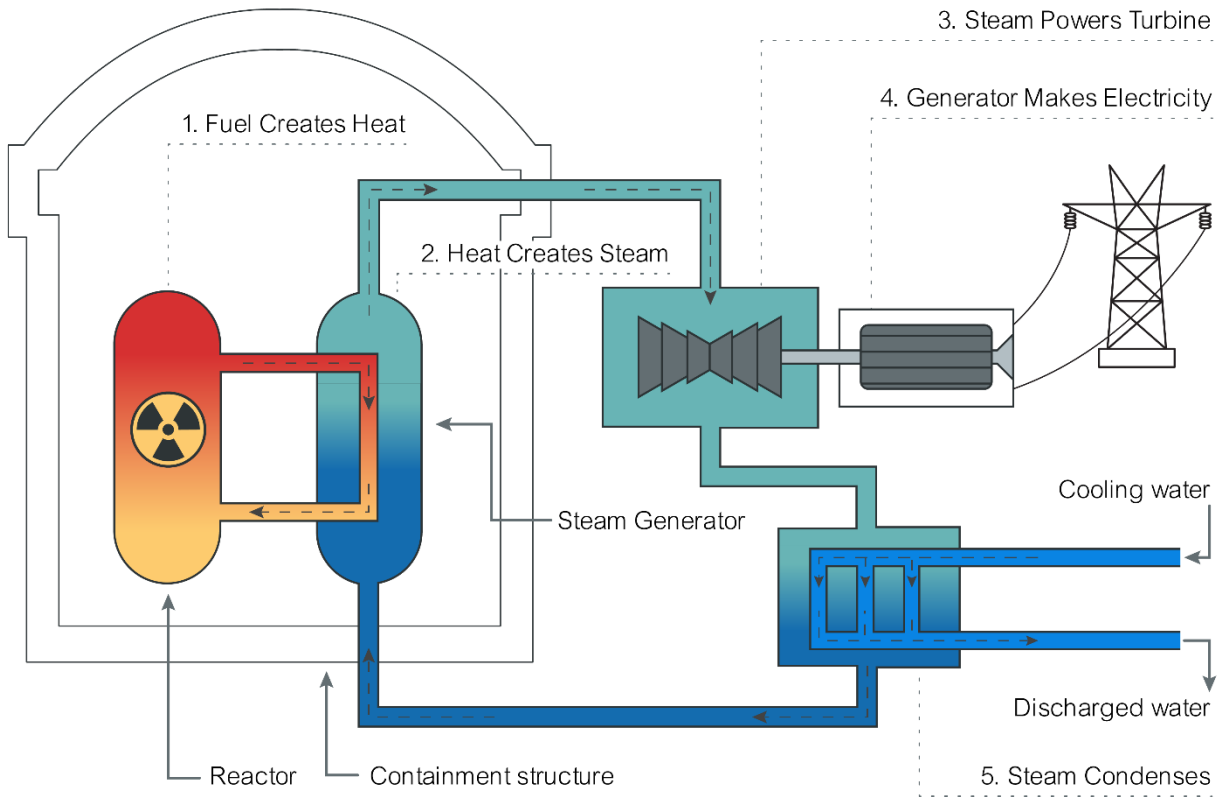 3. Steam Powers Turbine
4. Generator Makes Electricity
1. Fuel Creates Heat
2. Heat Creates Steam
Cooling water
Steam Generator
Discharged water
Reactor
Containment structure
5. Steam Condenses